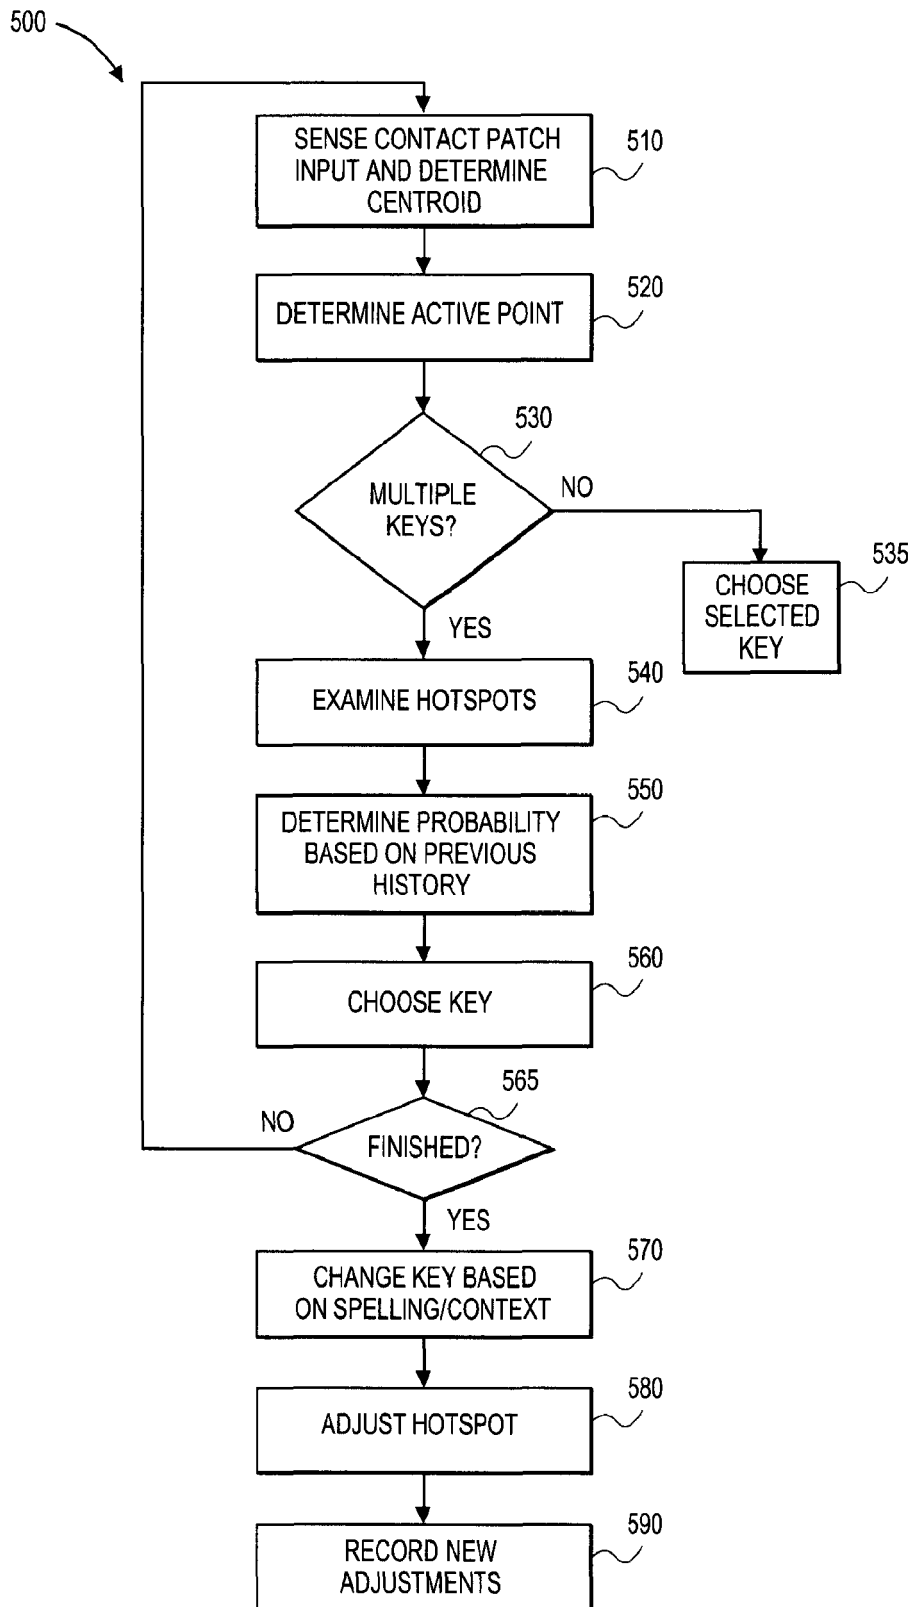 500
SENSE CONTACT PATCH
INPUT AND DETERMINE
CENTROID
510
DETERMINE ACTIVE POINT
520
530
MULTIPLE
KEYS?
NO
535
CHOOSE
SELECTED
KEY
YES
EXAMINE HOTSPOTS
540
550
DETERMINE PROBABILITY
BASED ON PREVIOUS
HISTORY
560
CHOOSE KEY
565
NO
FINISHED?
YES
570
CHANGE KEY BASED
ON SPELLING/CONTEXT
580
ADJUST HOTSPOT
590
RECORD NEW
ADJUSTMENTS